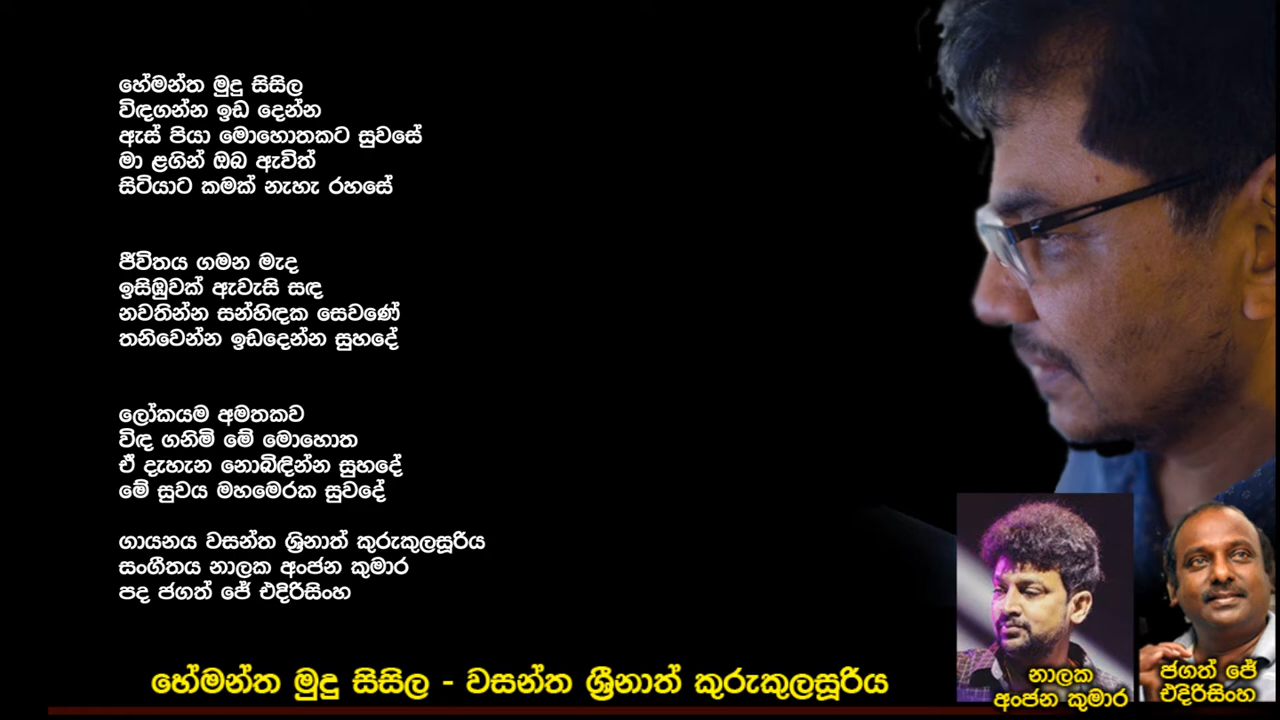 හේමන්ත මුදු සිසිල
විඳගන්න ඉඩ දෙන්න
ඇස් පියා මොහොතකට සුවසේ
මා ළගින් ඔබ ඇවිත්
සිටියාට කමක් නැහැ රහසේ
ජීවිතය ගමන මැද
ඉසිඹුවක් ඇවැසි සඳ
නවතින්න සන්හිඳක සෙවණේ
තනිවෙන්න ඉඩදෙන්න සුහදේ
ලෝකයම අමතකව
විඳ ගනිමි මේ මොහොත
ඒ දැහැන නොබිඳින්න සුහදේ
මේ සුවය මහමෙරක සුවදේ
ගායනය වසන්ත ශ්‍රිනාත් කුරුකුලසූරිය
සංගීතය නාලක අංජන කුමාර
පද ජගත් ජේ එදිරිසිංහ
හේමන්ත මුදු සිසිල - වසන්ත ශ්‍රීනාත් කුරුකුලසූරිය
නාලක
අංජන කුමාර
ජගත් ජේ
එදිරිසිංහ